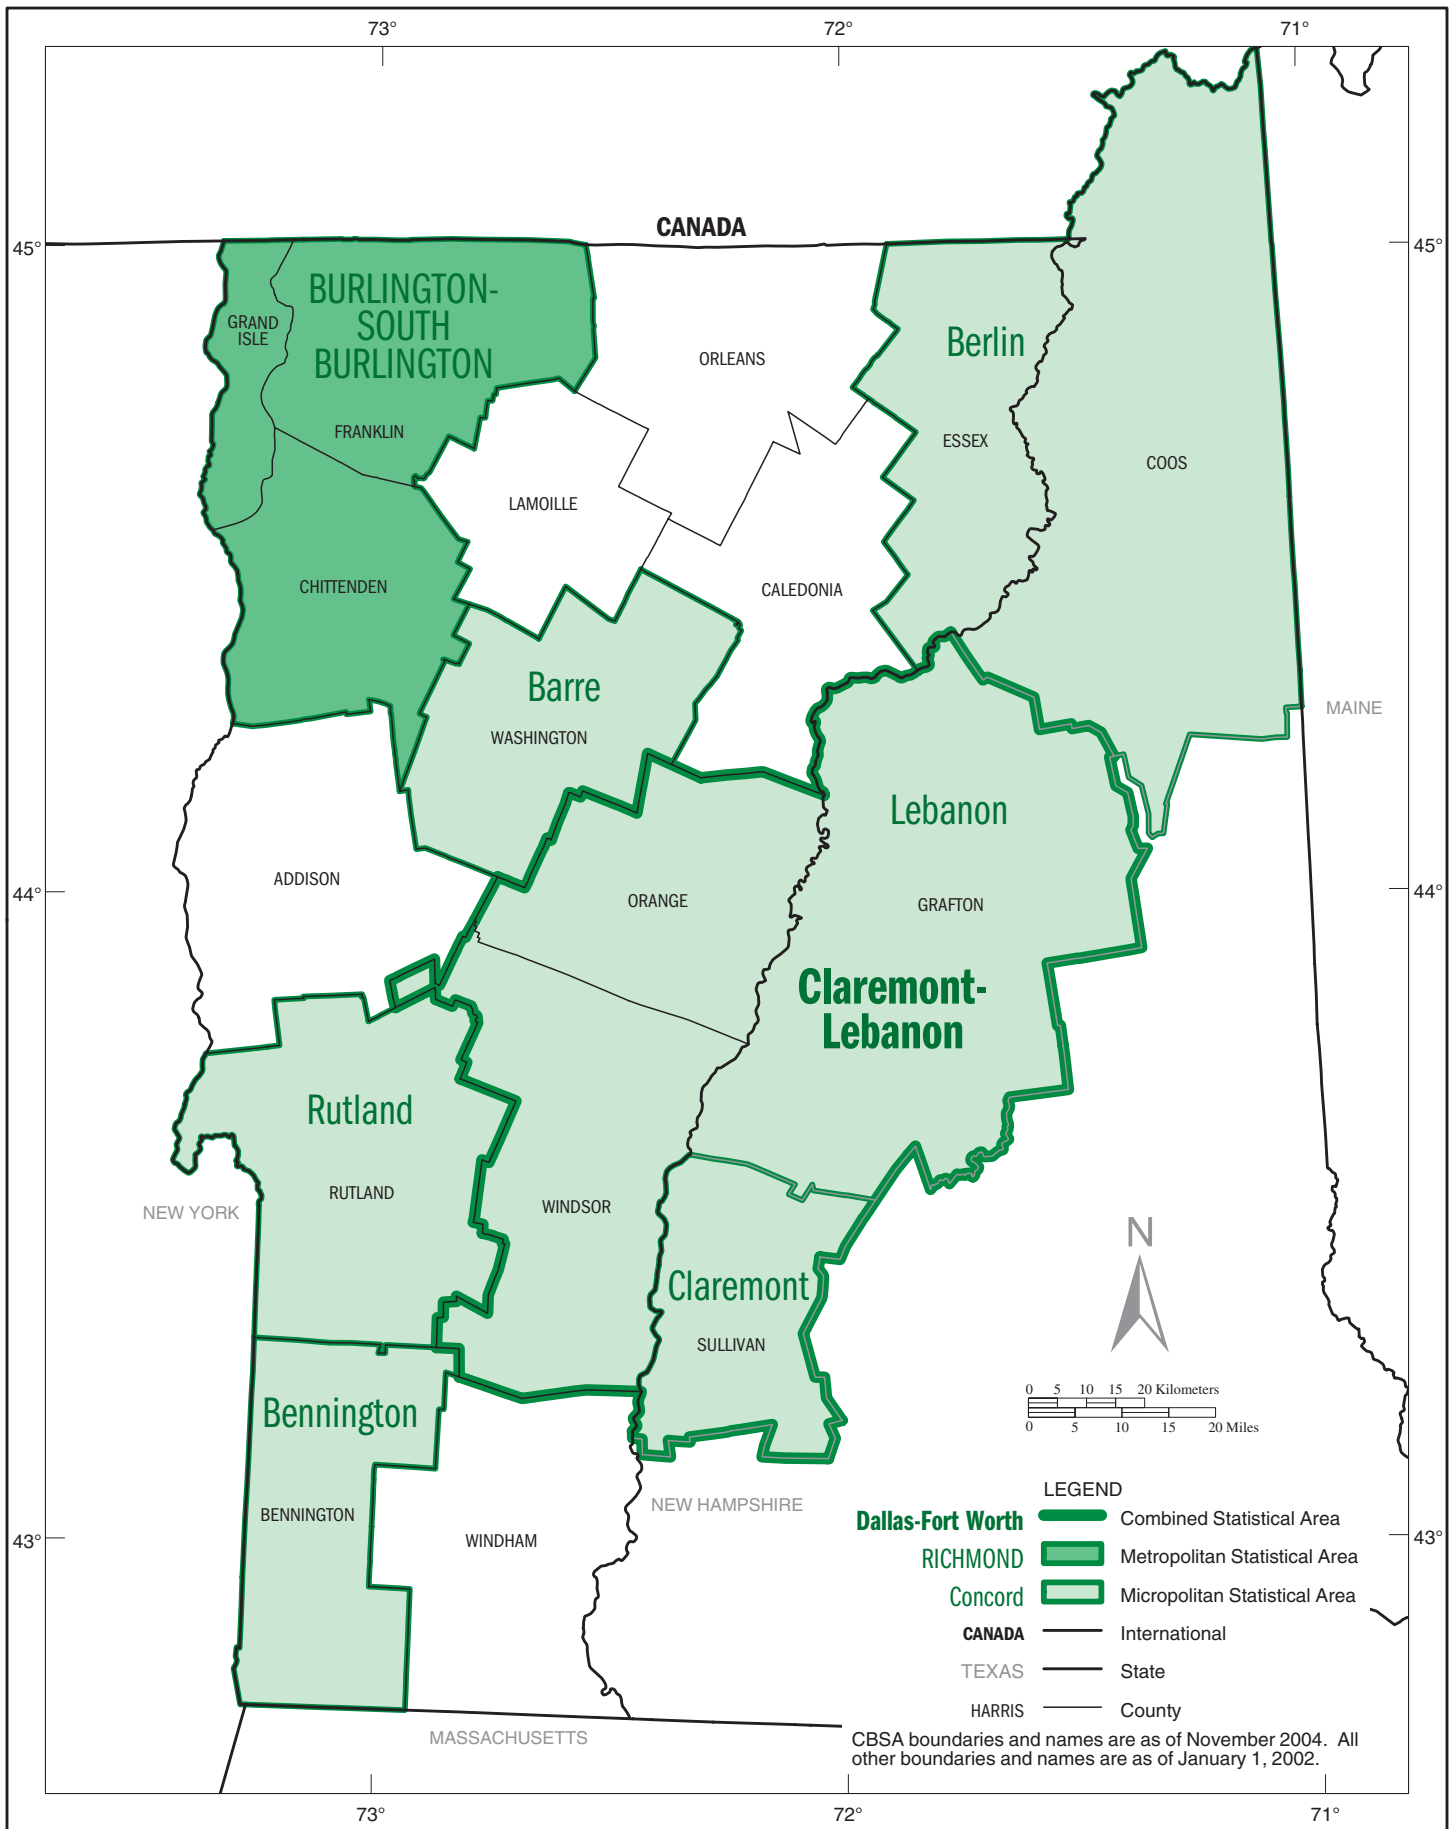 73°
72°
71°
45°
CANADA
45°
BURLINGTON-
SOUTH
BURLINGTON
GRAND
ISLE
Berlin
ORLEANS
FRANKLIN
ESSEX
COOS
LAMOILLE
CHITTENDEN
CALEDONIA
Barre
WASHINGTON
MAINE
Lebanon
ADDISON
44°
44°
ORANGE
GRAFTON
Claremont-
Lebanon
Rutland
RUTLAND
WINDSOR
NEW YORK
N
Claremont
SULLIVAN
Bennington
0 5 10 15 20 Kilometers
0 5 10 15 20 Miles
BENNINGTON
WINDHAM
NEW HAMPSHIRE
43°
43°
LEGEND
Dallas-Fort Worth Combined Statistical Area
RICHMOND Metropolitan Statistical Area
Concord Micropolitan Statistical Area
CANADA International
TEXAS State
HARRIS County
MASSACHUSETTS
CBSA boundaries and names are as of November 2004. All
other boundaries and names are as of January 1, 2002.
73°
72°
71°